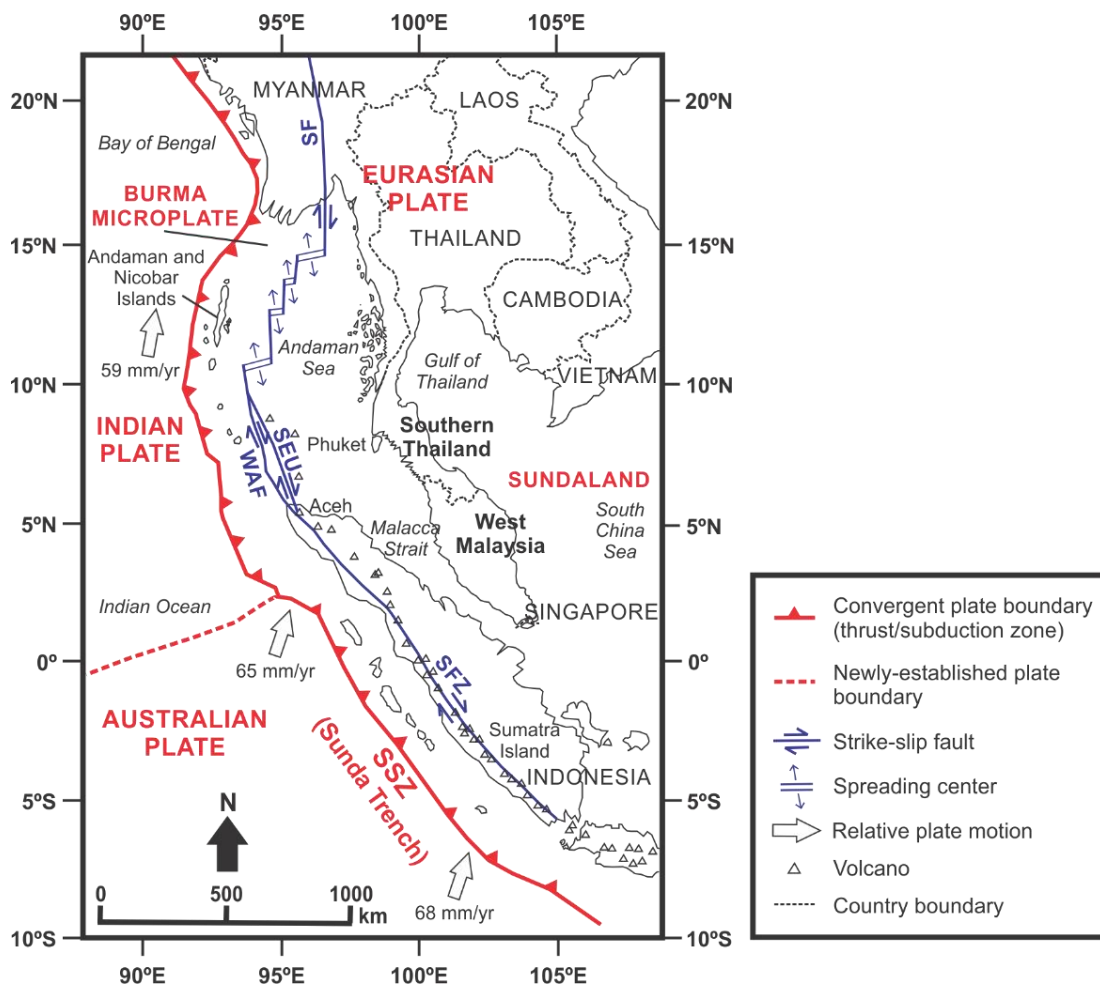 90ºE
95ºE
100ºE
105ºE
20ºN
MYANMAR
LAOS
20ºN
SF
Bay of Bengal
EURASIAN
PLATE
BURMA
MICROPLATE
THAILAND
15ºN
15ºN
Andaman and
Nicobar
Islands
CAMBODIA
Andaman
Sea
Gulf of
Thailand
59 mm/yr
VIETNAM
10ºN
10ºN
INDIAN
PLATE
Southern
Thailand
Phuket
SEU
WAF
SUNDALAND
Aceh
South
China
Sea
5ºN
5ºN
Malacca
Strait
West
Malaysia
Indian Ocean
SINGAPORE
65 mm/yr
0º
0º
SFZ
AUSTRALIAN
PLATE
Sumatra
Island
SSZ
(Sunda Trench)
INDONESIA
5ºS
5ºS
N
0
500
1000
km
68 mm/yr
10ºS
10ºS
90ºE
95ºE
100ºE
105ºE
Convergent plate boundary
(thrust/subduction zone)
Newly-established plate
boundary
Strike-slip fault
Spreading center
Relative plate motion
Volcano
Country boundary